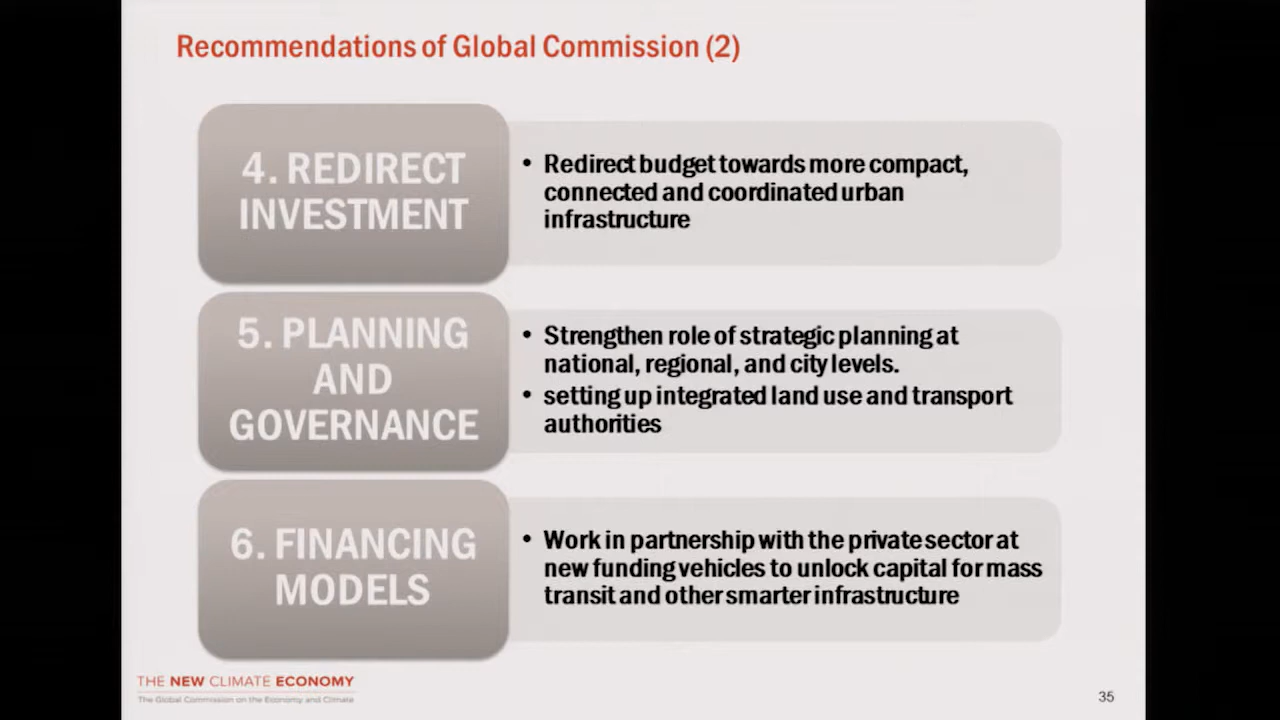 Recommendations of Global Commission (2)
4. REDIRECT
INVESTMENT
• Redirect budget towards more compact,
connected and coordinated urban
infrastructure
5. PLANNING
AND
GOVERNANCE
• Strengthen role of strategic planning at
national, regional, and city levels.
• setting up integrated land use and transport
authorities
6. FINANCING
MODELS
• Work in partnership with the private sector at
new funding vehicles to unlock capital for mass
transit and other smarter infrastructure
THE NEW CLIMATE ECONOMY
The Global Commission on the Economy and Climate
35